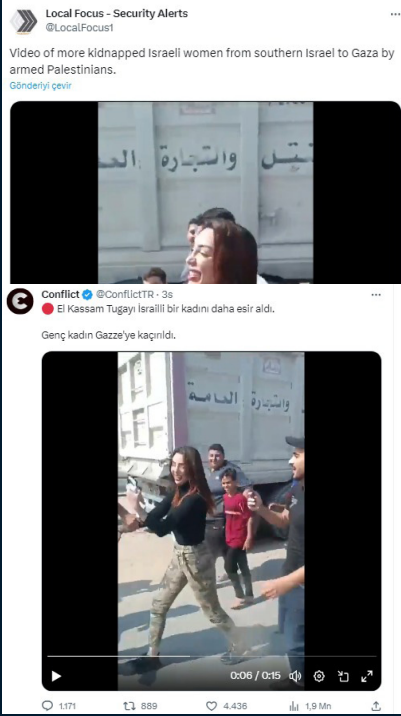 Local Focus - Security Alerts
@LocalFocus1
Video of more kidnapped Israeli women from southern Israel to Gaza by
armed Palestinians.
Gönderiyi çevir
والتجارة
Conflict @ConflictTR · 3s
El Kassam Tugayı İsrailli bir kadını daha esir aldı.
Genç kadın Gazze'ye kaçırıldı.
والتجارة العامة
0:06 / 0:15
1.171 889 4.436 1,9 Mn